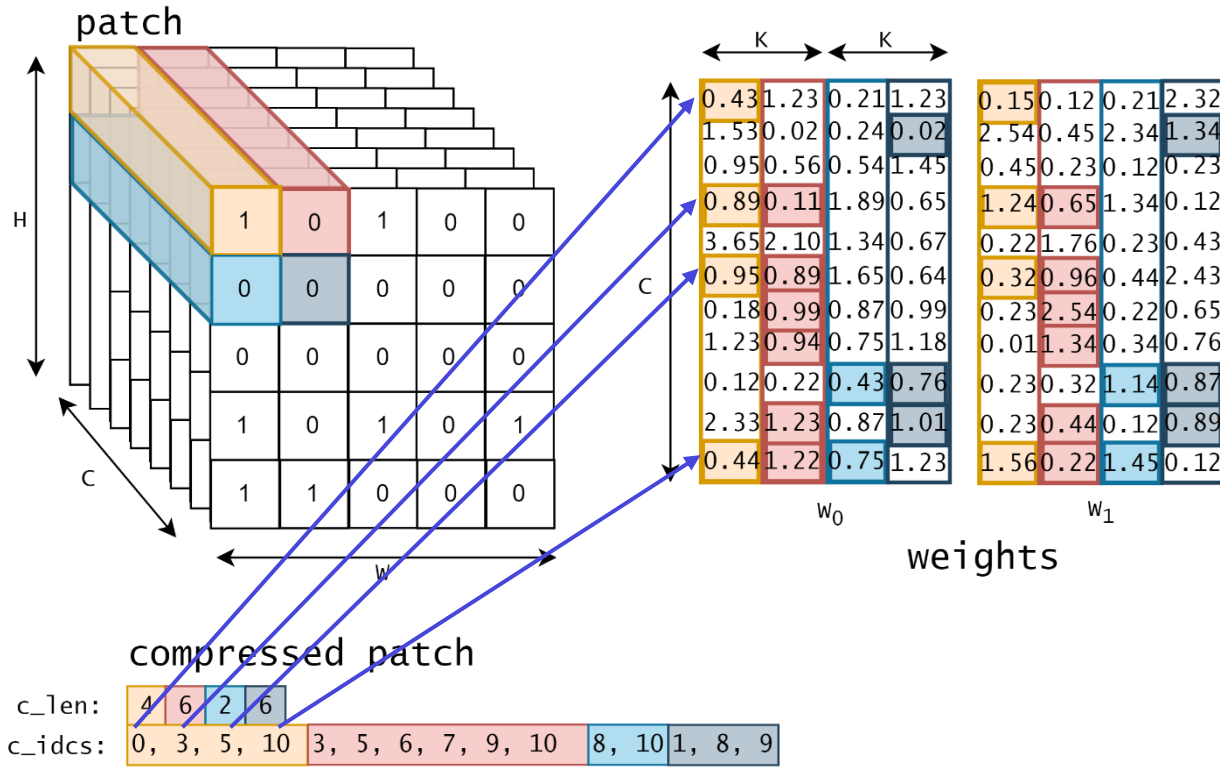 patch
K K
H
C
W
1 0 1 0 0
0 0 0 0 0
0 0 0 0 0
1 0 1 0 1
1 1 0 0 0
C
0.43 1.23 0.21 1.23
1.53 0.02 0.24 0.02
0.95 0.56 0.54 1.45
0.89 0.11 1.89 0.65
3.65 2.10 1.34 0.67
0.95 0.89 1.65 0.64
0.18 0.99 0.87 0.99
1.23 0.94 0.75 1.18
0.12 0.22 0.43 0.76
2.33 1.23 0.87 1.01
0.44 1.22 0.75 1.23
W0
0.15 0.12 0.21 2.32
2.54 0.45 2.34 1.34
0.45 0.23 0.12 0.23
1.24 0.65 1.34 0.12
0.22 1.76 0.23 0.43
0.32 0.96 0.44 2.43
0.23 2.54 0.22 0.65
0.01 1.34 0.34 0.76
0.23 0.32 1.14 0.87
0.23 0.44 0.12 0.89
1.56 0.22 1.45 0.12
W1
weights
compressed patch
c_len: 4 6 2 6
c_idcs: 0, 3, 5, 10 3, 5, 6, 7, 9, 10 8, 10 1, 8, 9